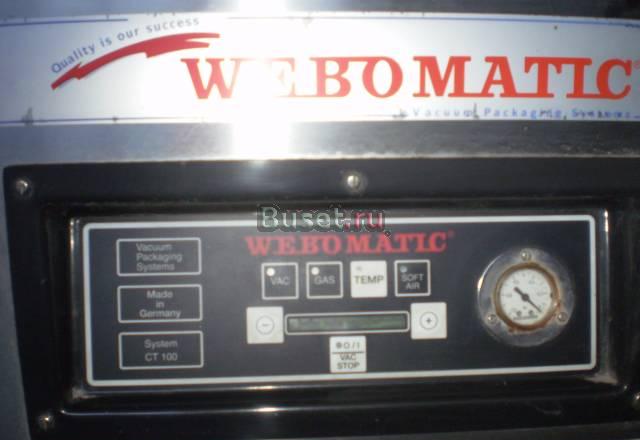 Quality is our success
WEBOMATIC®
Vacuum Packaging Systems
Buset.ru
WEBOMATIC®
Vacuum
Packaging
Systems
VAC
GAS
TEMP
SOFT
AIR
Made
in
Germany
− +
System
CT 100
0/I
VAC
STOP